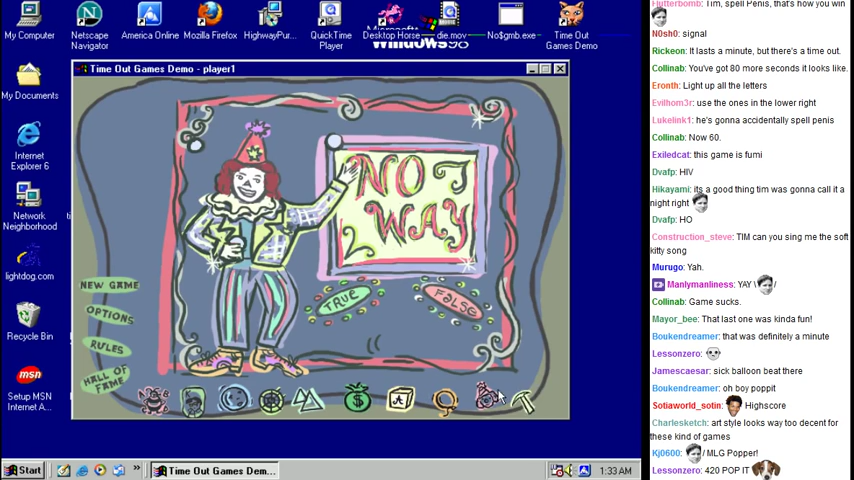 My Computer
Netscape
Navigator
America Online
Mozilla Firefox
HighwayPur...
QuickTime
Player
Desktop Horse
die.mov
No$gmb.exe
Time Out
Games Demo
Microsoft
Windows98
My Documents
Internet
Explorer 6
Network
Neighborhood
lightdog.com
Recycle Bin
msn
Setup MSN
Internet A...
Time Out Games Demo - player1
NO
WAY
TRUE
FALSE
NEW GAME
OPTIONS
RULES
HALL OF
FAME
A
Start
Time Out Games Dem...
1:33 AM
Flutterbomb: Tim, spell Penis, that's how you win
N0sh0: signal
Rickeon: It lasts a minute, but there's a time out.
Collinab: You've got 80 more seconds it looks like.
Eronth: Light up all the letters
Evilhom3r: use the ones in the lower right
Lukelink1: he's gonna accidentally spell penis
Collinab: Now 60.
Exiledcat: this game is fumi
Dvafp: HIV
Hikayami: its a good thing tim was gonna call it a
night right
Dvafp: HO
Construction_steve: TIM can you sing me the soft
kitty song
Murugo: Yah.
Manlymanliness: YAY \ /
Collinab: Game sucks.
Mayor_bee: That last one was kinda fun!
Boukendreamer: that was definitely a minute
Lessonzero:
Jamescaesar: sick balloon beat there
Boukendreamer: oh boy poppit
Sotiaworld_sotin: Highscore
Charlesketch: art style looks way too decent for
these kind of games
Kj0600: / MLG Popper!
Lessonzero: 420 POP IT